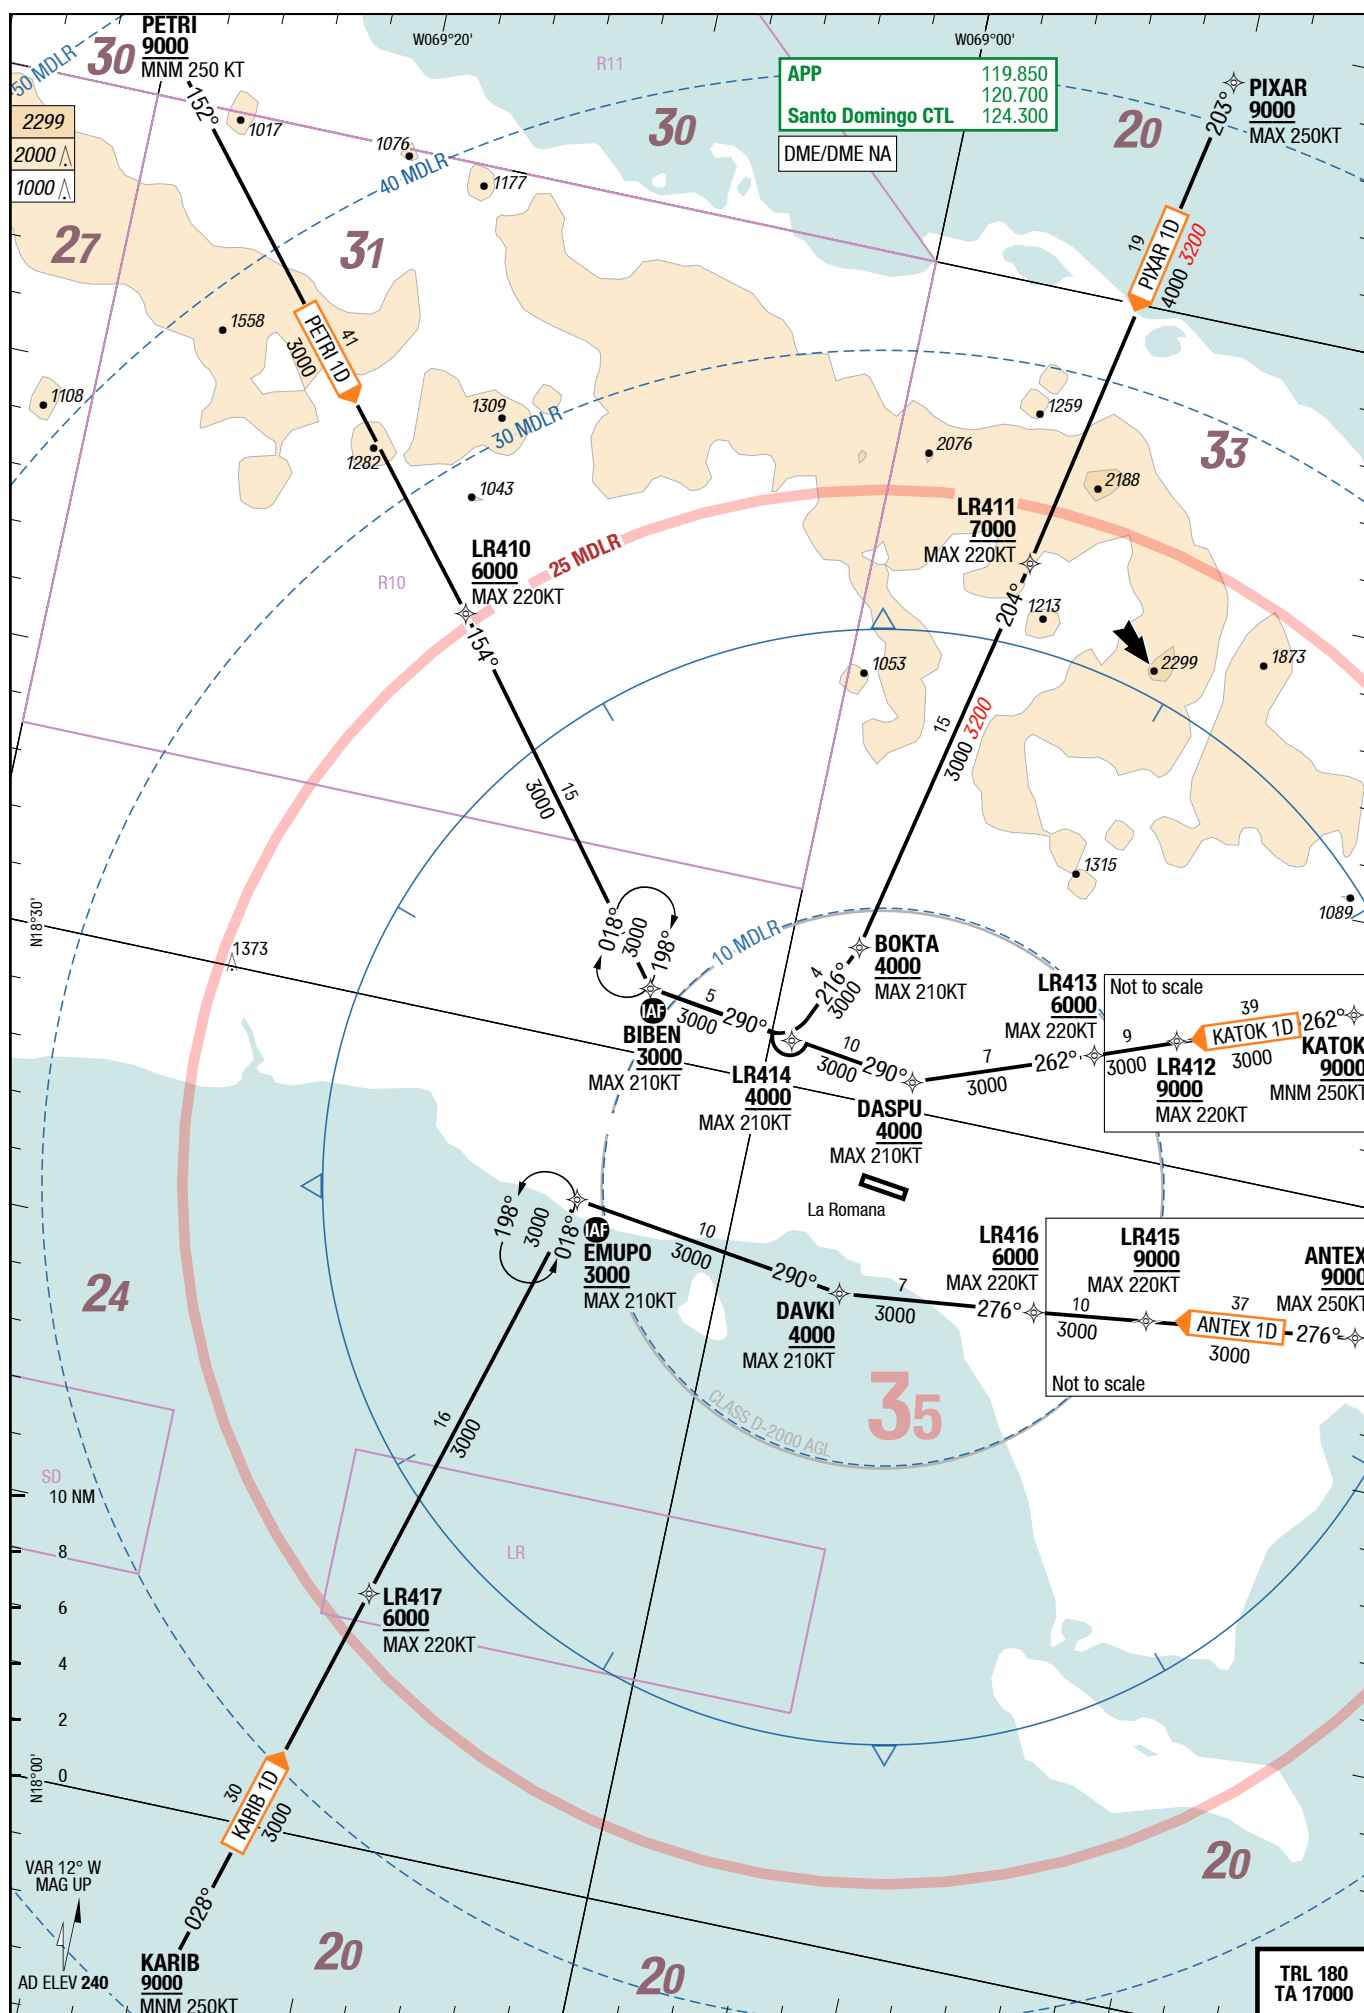 PETRI
9000
MNM 250 KT
30
50 MDLR
W069°20'
W069°00'
R11
30
APP 119.850
120.700
Santo Domingo CTL 124.300
DME/DME NA
20
203°
PIXAR
9000
MAX 250KT
2299
2000
1000
152°
1017
1076
40 MDLR
1177
27
31
19
PIXAR 1D
4000 3200
1558
41
PETRI 1D
3000
1108
1309
30 MDLR
1282
1259
2076
33
2188
1043
LR411
7000
MAX 220KT
LR410
6000
MAX 220KT
25 MDLR
R10
204°
1213
154°
1053
2299
1873
15
3000 3200
15
3000
1315
1089
N18°30'
1373
018°
3000
198°
10 MDLR
BOKTA
4000
MAX 210KT
4
216°
3000
LR413
6000
MAX 220KT
Not to scale
39
KATOK 1D
262°
3000
KATOK
9000
MNM 250KT
9
3000
LR412
9000
MAX 220KT
IAF
BIBEN
3000
MAX 210KT
5
3000
290°
LR414
4000
MAX 210KT
10
3000
290°
7
3000
262°
DASPU
4000
MAX 210KT
La Romana
198°
3000
018°
IAF
EMUPO
3000
MAX 210KT
10
3000
290°
DAVKI
4000
MAX 210KT
7
3000
276°
LR416
6000
MAX 220KT
LR415
9000
MAX 220KT
ANTEX
9000
MAX 250KT
10
3000
37
ANTEX 1D
276°
3000
Not to scale
24
35
CLASS D-2000 AGL
16
3000
SD
10 NM
8
6
4
2
0
LR
LR417
6000
MAX 220KT
N18°00'
30
KARIB 1D
3000
VAR 12° W
MAG UP
028°
AD ELEV 240
KARIB
9000
MNM 250KT
20
20
20
TRL 180
TA 17000